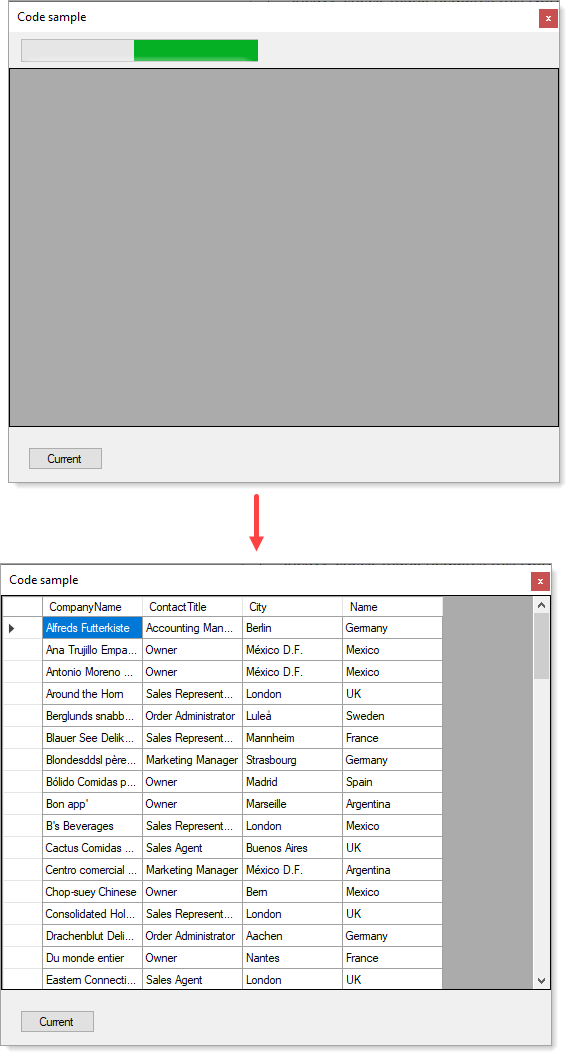 Code sample
x
Current
Code sample
x
CompanyName ContactTitle City Name
Alfreds Futterkiste Accounting Man... Berlin Germany
Ana Trujillo Empa... Owner México D.F. Mexico
Antonio Moreno ... Owner México D.F. Mexico
Around the Horn Sales Represent... London UK
Berglunds snabb... Order Administrator Luleå Sweden
Blauer See Delik... Sales Represent... Mannheim France
Blondesddsl père... Marketing Manager Strasbourg Germany
Bólido Comidas p... Owner Madrid Spain
Bon app' Owner Marseille Argentina
B's Beverages Sales Represent... London Mexico
Cactus Comidas ... Sales Agent Buenos Aires UK
Centro comercial ... Marketing Manager México D.F. Argentina
Chop-suey Chinese Owner Bern Mexico
Consolidated Hol... Sales Represent... London UK
Drachenblut Deli... Order Administrator Aachen Germany
Du monde entier Owner Nantes France
Eastern Connecti... Sales Agent London UK
Current